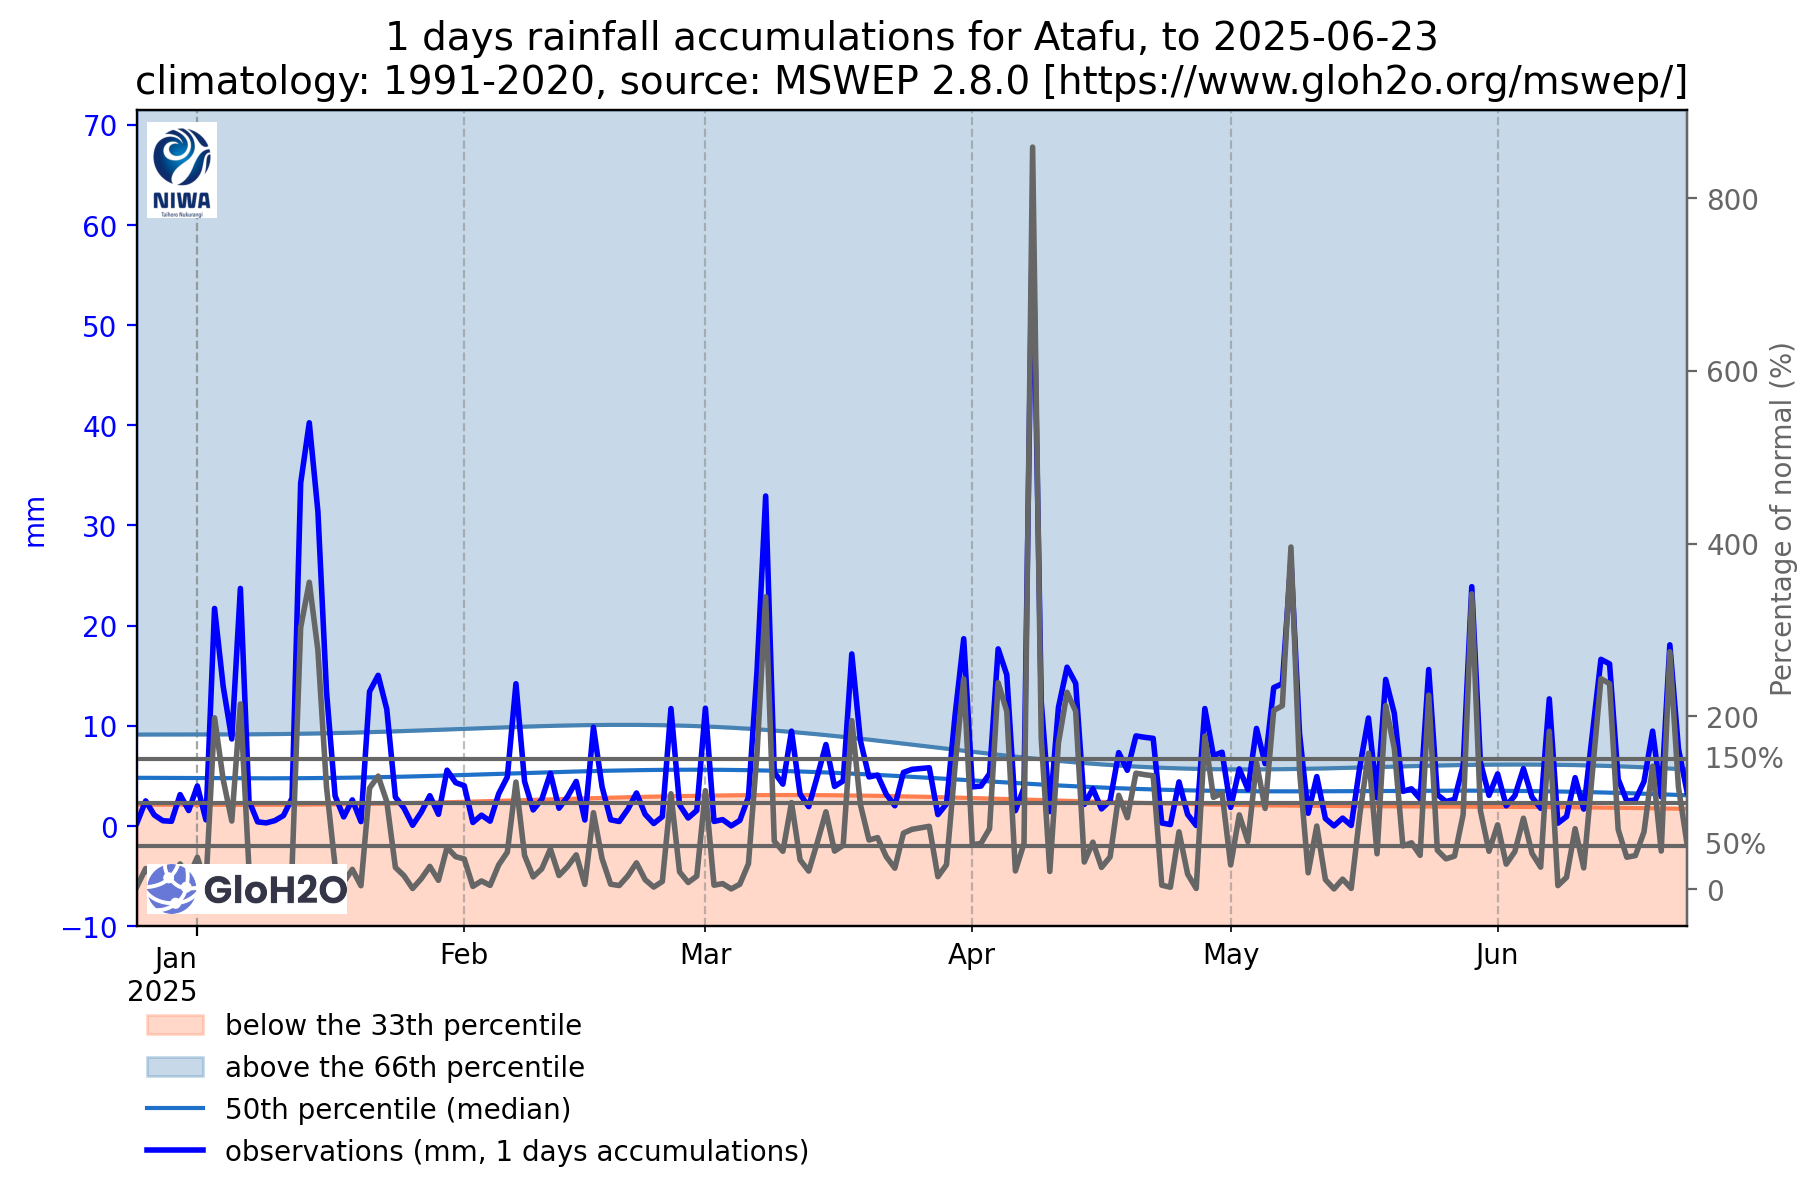 1 days rainfall accumulations for Atafu, to 2025-06-23
climatology: 1991-2020, source: MSWEP 2.8.0 [https://www.gloh2o.org/mswep/]
70
60
50
40
30
20
10
0
−10
mm
NIWA
Taihoro Nukurangi
GloH2O
800
600
400
200
150%
50%
0
Percentage of normal (%)
Jan
2025
Feb
Mar
Apr
May
Jun
below the 33th percentile
above the 66th percentile
50th percentile (median)
observations (mm, 1 days accumulations)